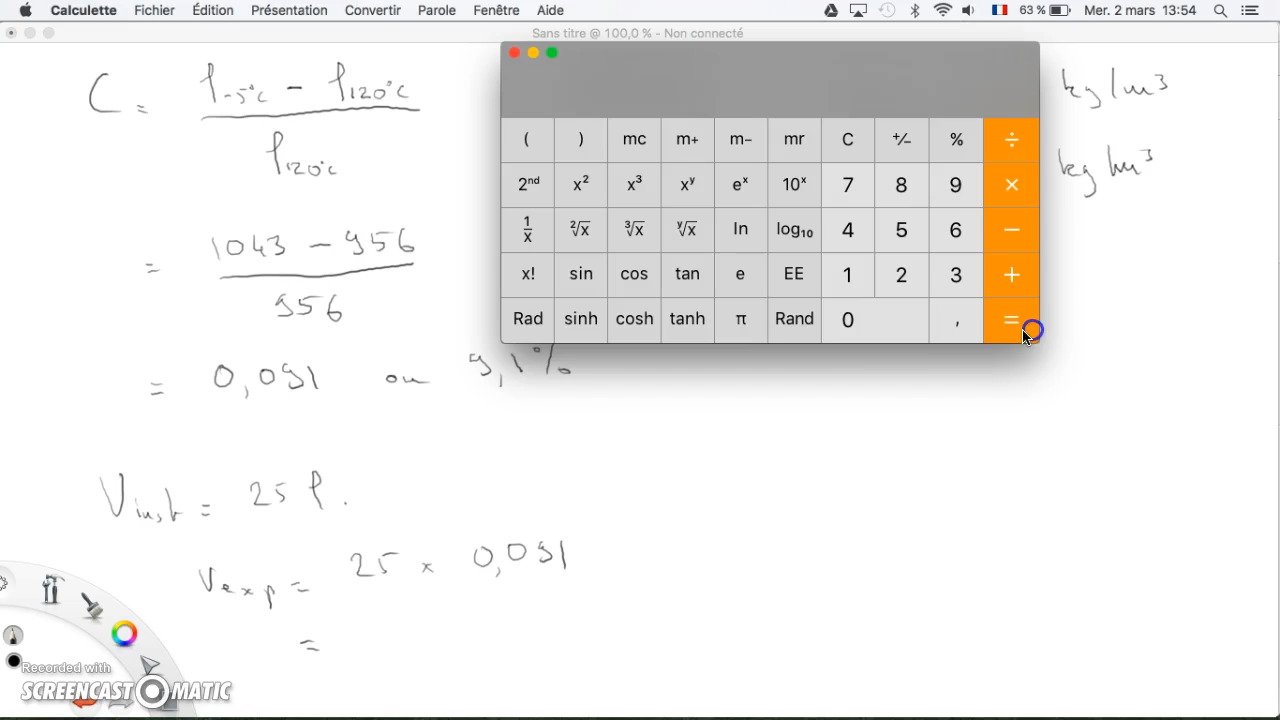 Calculette Fichier Édition Présentation Convertir Parole Fenêtre Aide 63 % Mer. 2 mars 13:54
Sans titre @ 100,0 % - Non connecté
C = ρ-5°C - ρ120°C
ρ120°C
kg/m³
kg/m³
= 1043 - 956
956
= 0,091 ou 9,1%
Vinst = 25 l.
Vexp = 25 x 0,091
=
( ) mc m+ m- mr C +/- % ÷
2nd x² x³ xʸ eˣ 10ˣ 7 8 9 ×
1/x ²√x ³√x ʸ√x ln log₁₀ 4 5 6 −
x! sin cos tan e EE 1 2 3 +
Rad sinh cosh tanh π Rand 0 , =
Recorded with
SCREENCAST O MATIC